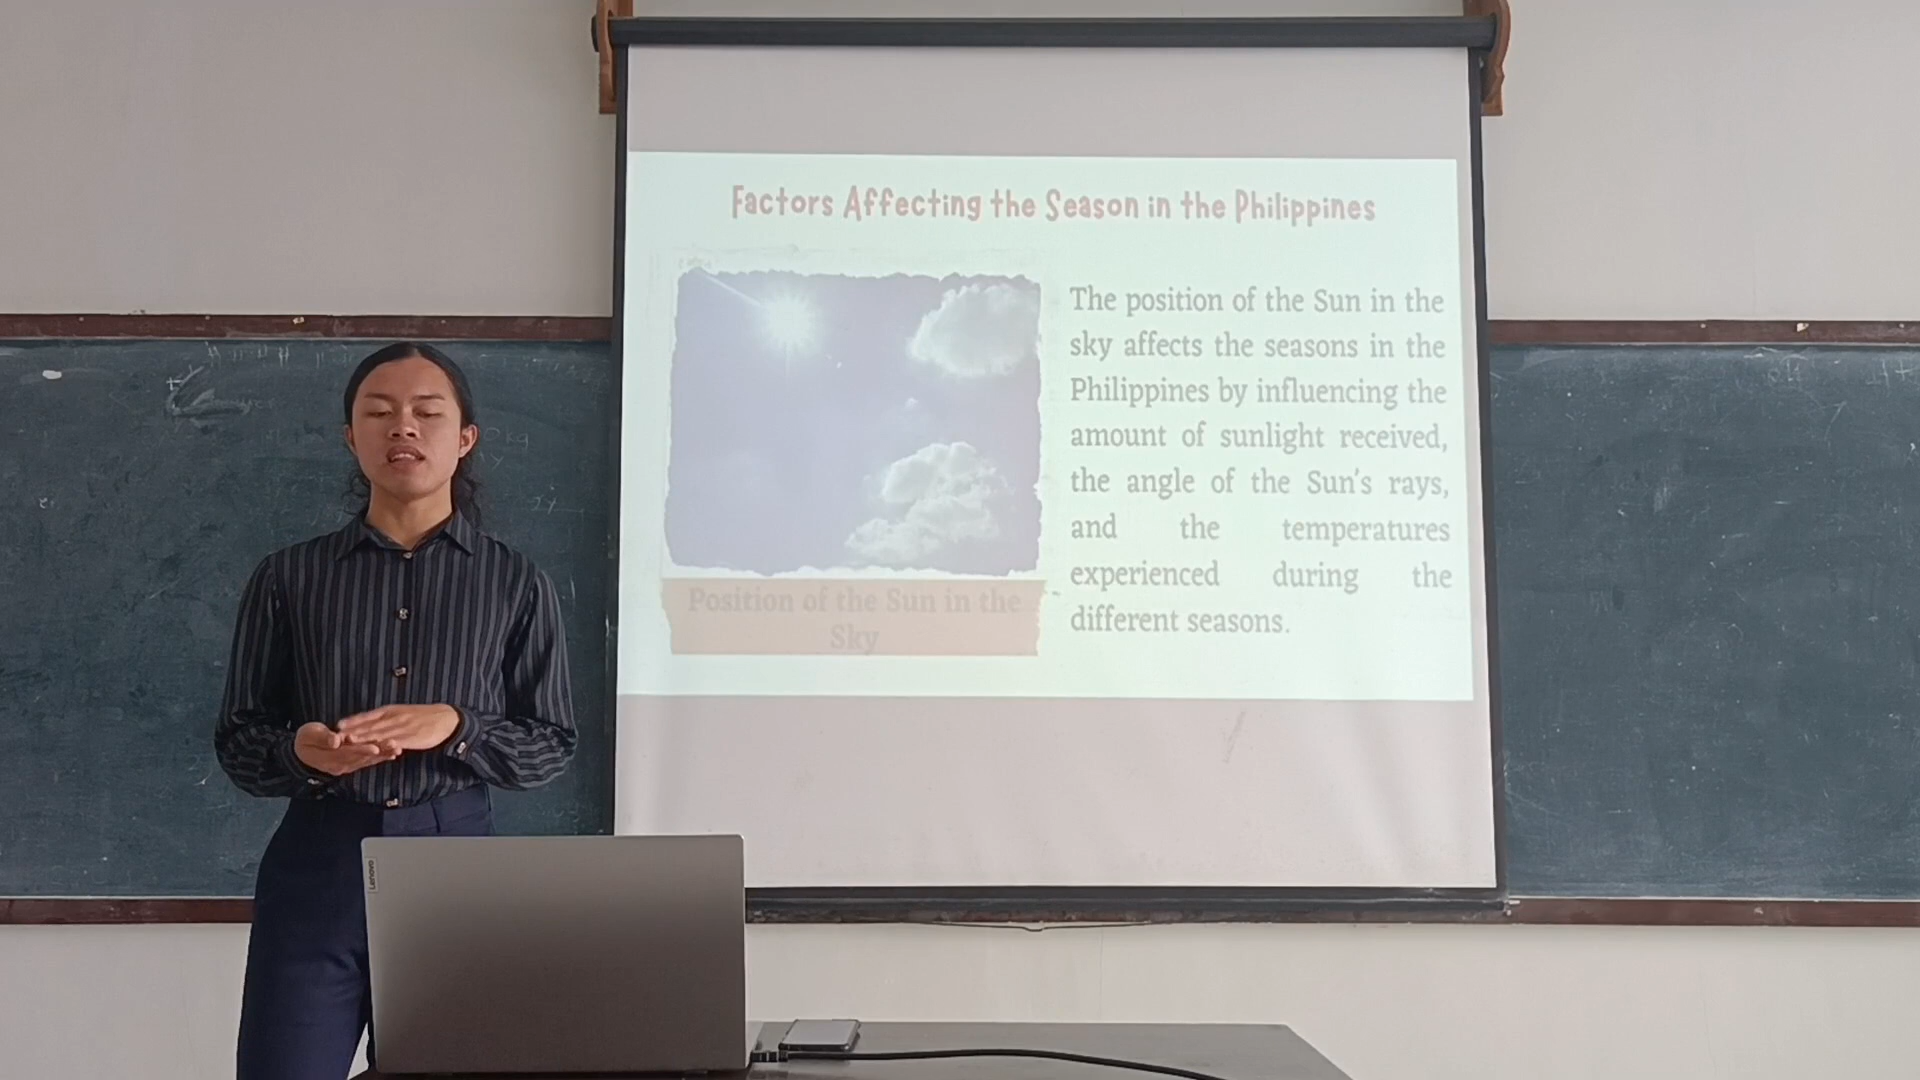 Factors Affecting the Season in the Philippines
The position of the Sun in the
sky affects the seasons in the
Philippines by influencing the
amount of sunlight received,
the angle of the Sun's rays,
and the temperatures
experienced during the
different seasons.
Position of the Sun in the
Sky
Lenovo